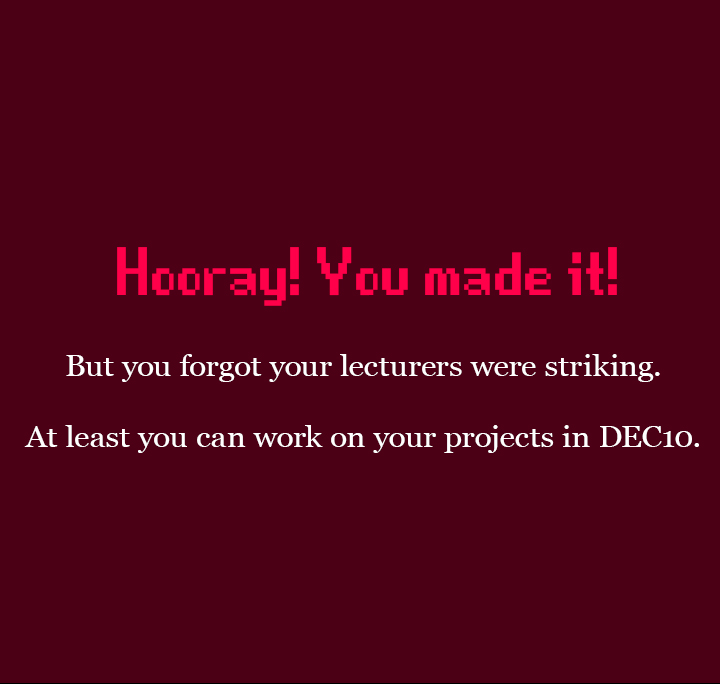 Hooray! You made it!
But you forgot your lecturers were striking.
At least you can work on your projects in DEC10.